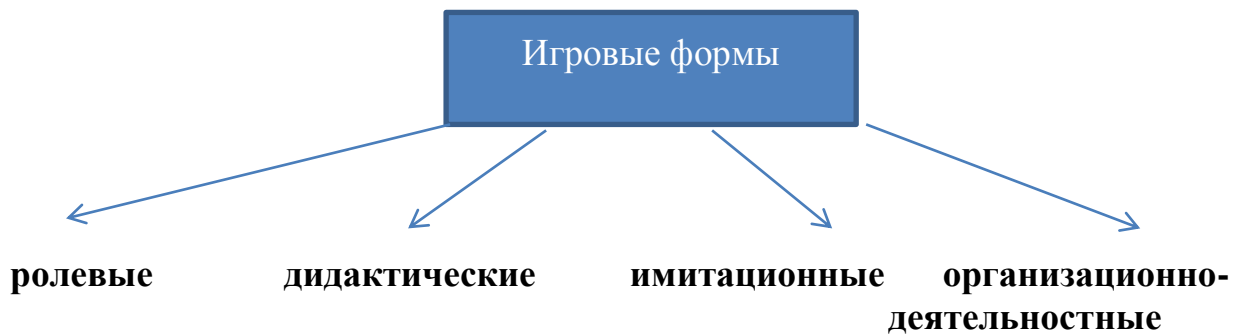 Игровые формы
ролевые дидактические имитационные организационно-
деятельностные